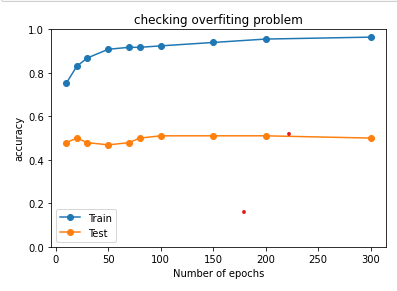 checking overfiting problem
1.0
0.8
0.6
0.4
0.2
0.0
accuracy
Train
Test
0 50 100 150 200 250 300
Number of epochs